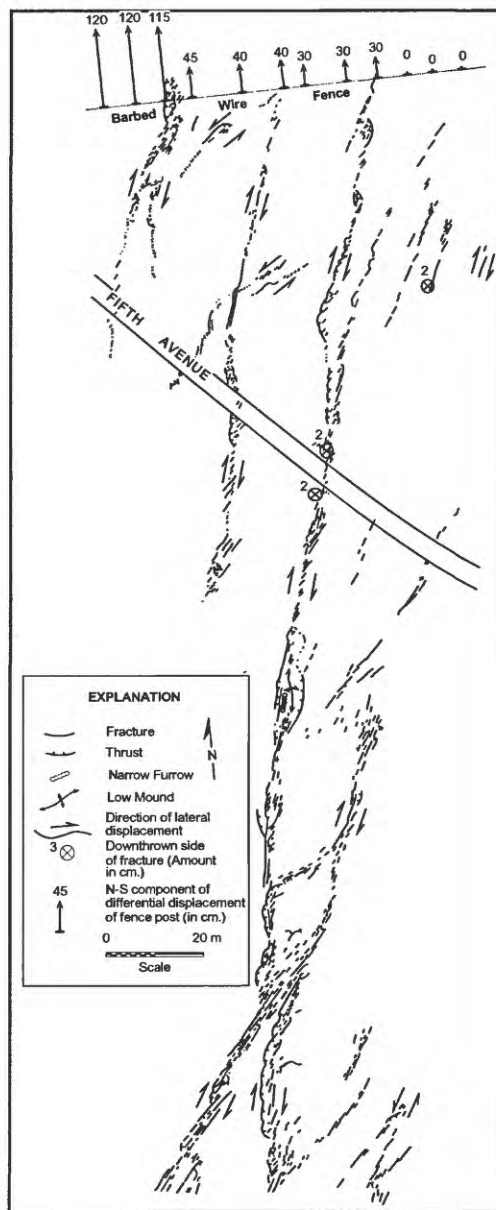 120 120 115
45 40 40 30 30 30 0 0 0
Barbed Wire Fence
2
FIFTH AVENUE
2
2
EXPLANATION
Fracture
Thrust
N
Narrow Furrow
Low Mound
Direction of lateral
displacement
3 Downthrown side
of fracture (Amount
in cm.)
45 N-S component of
differential displacement
of fence post (in cm.)
0 20 m
Scale